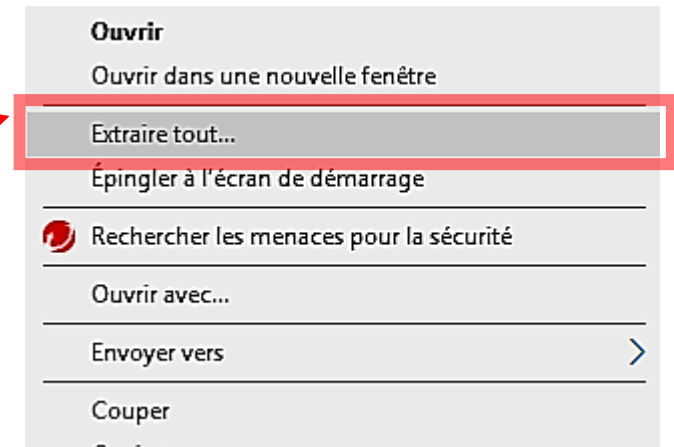 Ouvrir
Ouvrir dans une nouvelle fenêtre
Extraire tout...
Épingler à l'écran de démarrage
Rechercher les menaces pour la sécurité
Ouvrir avec...
Envoyer vers
Couper